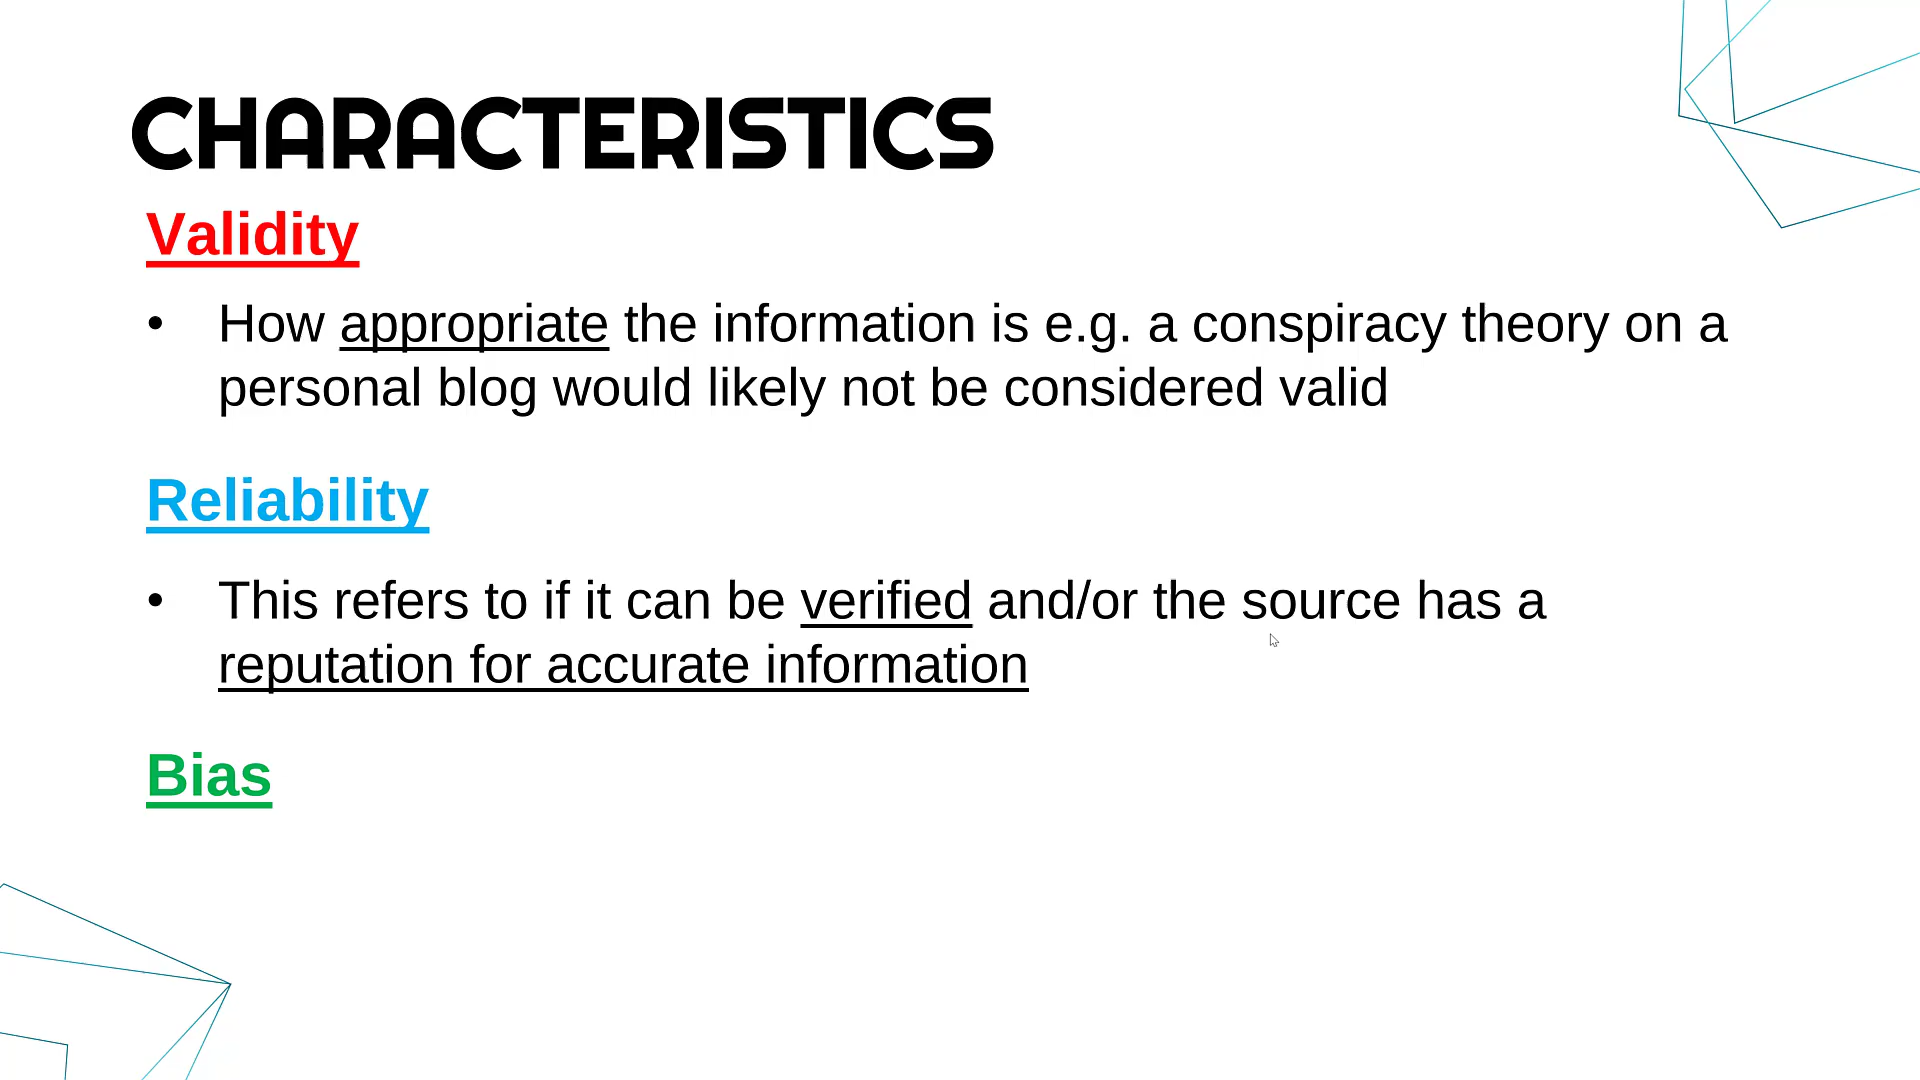 CHARACTERISTICS
Validity
• How appropriate the information is e.g. a conspiracy theory on a
personal blog would likely not be considered valid
Reliability
• This refers to if it can be verified and/or the source has a
reputation for accurate information
Bias